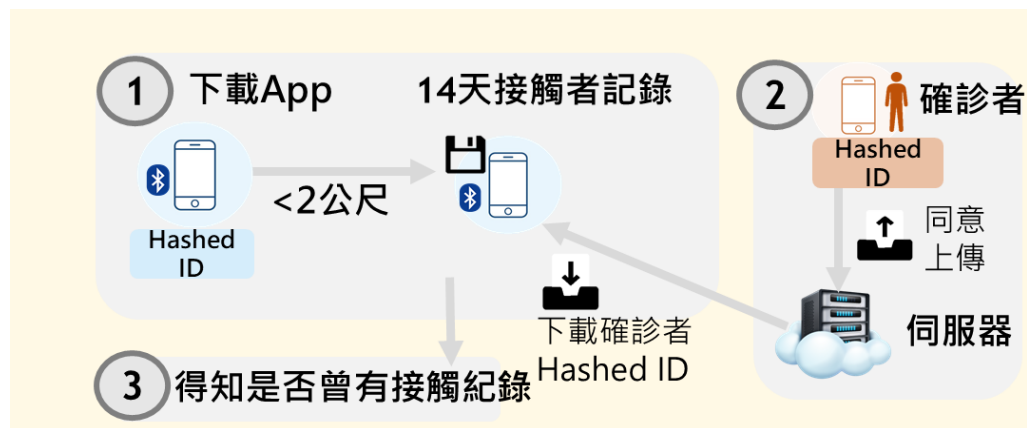 1
下載App
14天接觸者記錄
<2公尺
Hashed
ID
2
確診者
Hashed
ID
同意
上傳
伺服器
下載確診者
Hashed ID
3
得知是否曾有接觸紀錄